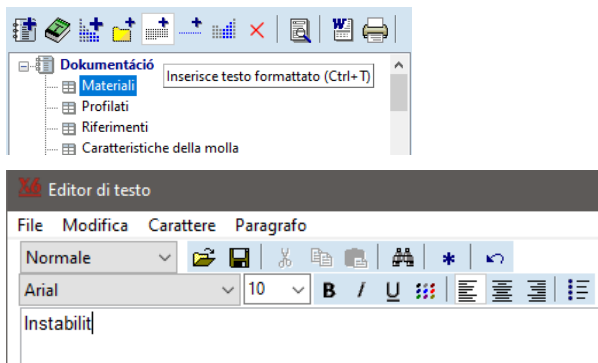 Dokumentáció
Inserisce testo formattato (Ctrl+T)
Materiali
Profilati
Riferimenti
Caratteristiche della molla
Editor di testo
File Modifica Carattere Paragrafo
Normale
Arial 10 B I U
Instabilit